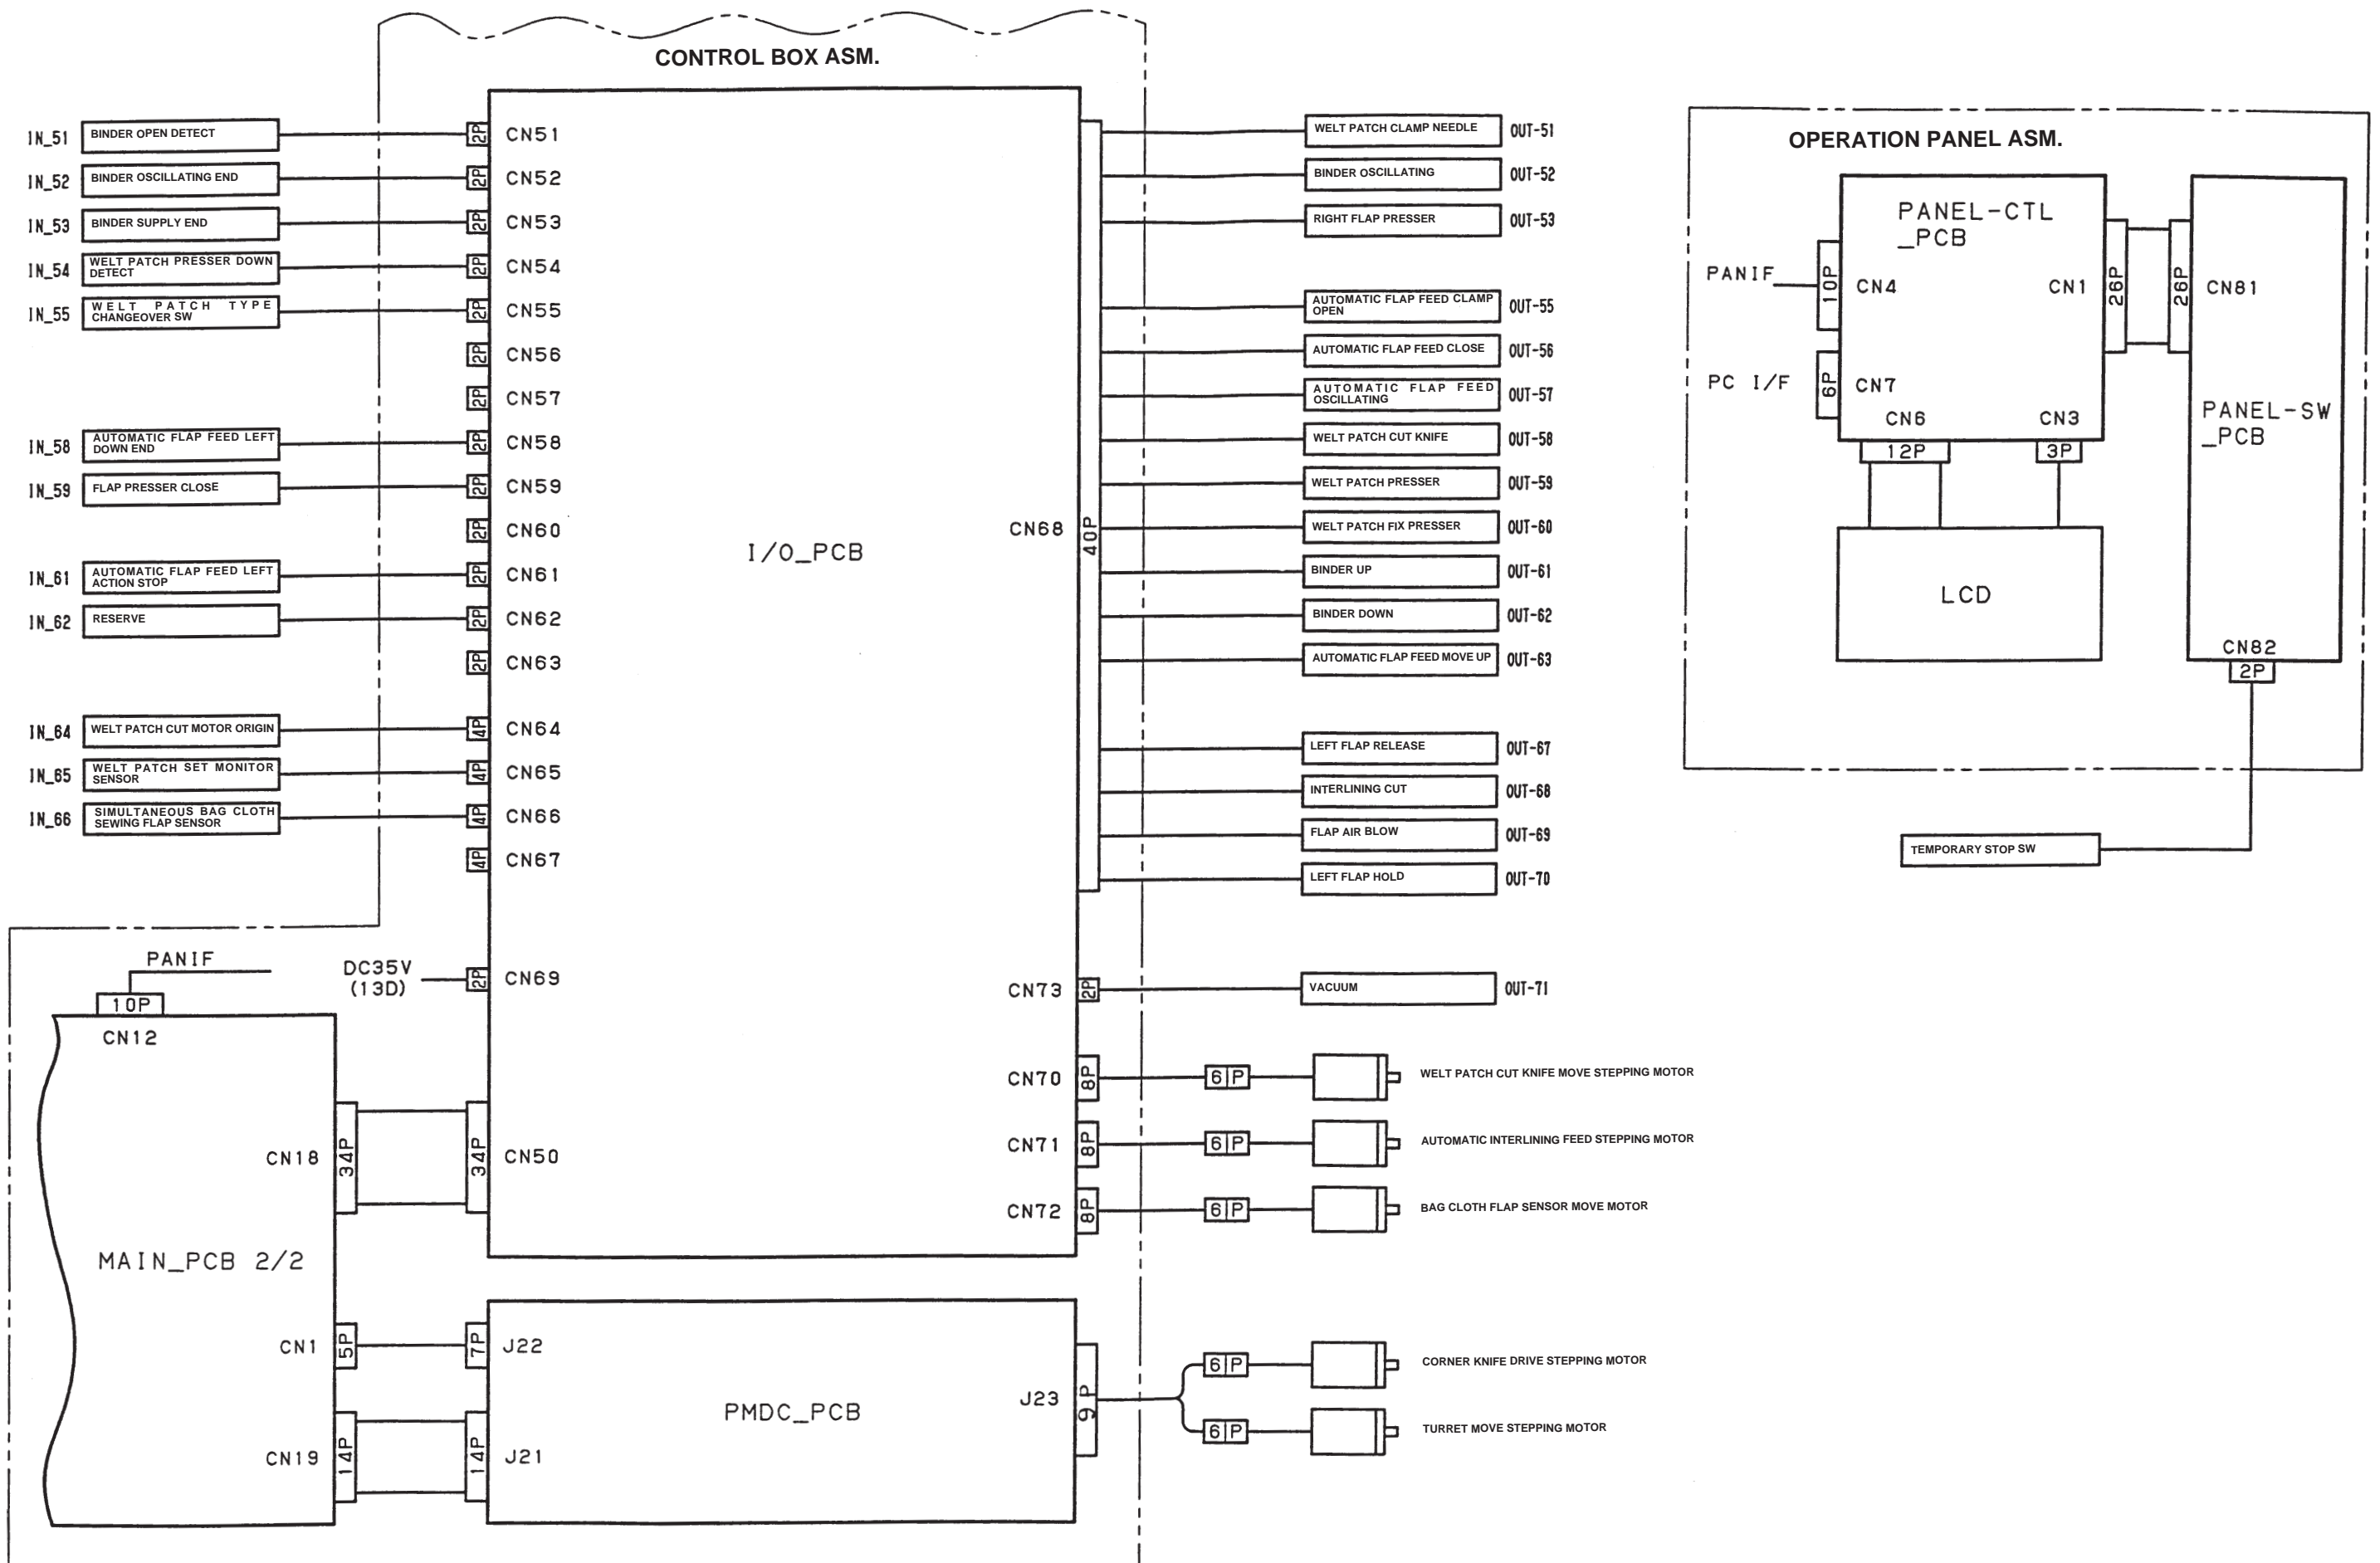 CONTROL BOX ASM.
IN_51 BINDER OPEN DETECT 2P CN51
IN_52 BINDER OSCILLATING END 2P CN52
IN_53 BINDER SUPPLY END 2P CN53
IN_54 WELT PATCH PRESSER DOWN
DETECT 2P CN54
IN_55 WELT PATCH TYPE
CHANGEOVER SW 2P CN55
2P CN56
2P CN57
IN_58 AUTOMATIC FLAP FEED LEFT
DOWN END 2P CN58
IN_59 FLAP PRESSER CLOSE 2P CN59
2P CN60
IN_61 AUTOMATIC FLAP FEED LEFT
ACTION STOP 2P CN61
IN_62 RESERVE 2P CN62
2P CN63
IN_64 WELT PATCH CUT MOTOR ORIGIN 4P CN64
IN_65 WELT PATCH SET MONITOR
SENSOR 4P CN65
IN_66 SIMULTANEOUS BAG CLOTH
SEWING FLAP SENSOR 4P CN66
4P CN67
DC35V
(13D) 2P CN69
I/O_PCB
CN68 40P
WELT PATCH CLAMP NEEDLE OUT-51
BINDER OSCILLATING OUT-52
RIGHT FLAP PRESSER OUT-53
AUTOMATIC FLAP FEED CLAMP
OPEN OUT-55
AUTOMATIC FLAP FEED CLOSE OUT-56
AUTOMATIC FLAP FEED
OSCILLATING OUT-57
WELT PATCH CUT KNIFE OUT-58
WELT PATCH PRESSER OUT-59
WELT PATCH FIX PRESSER OUT-60
BINDER UP OUT-61
BINDER DOWN OUT-62
AUTOMATIC FLAP FEED MOVE UP OUT-63
LEFT FLAP RELEASE OUT-67
INTERLINING CUT OUT-68
FLAP AIR BLOW OUT-69
LEFT FLAP HOLD OUT-70
CN73 2P VACUUM OUT-71
CN70 8P 6 P WELT PATCH CUT KNIFE MOVE STEPPING MOTOR
CN71 8P 6 P AUTOMATIC INTERLINING FEED STEPPING MOTOR
CN72 8P 6 P BAG CLOTH FLAP SENSOR MOVE MOTOR
PANIF
10P
CN12
CN18 34P 34P CN50
MAIN_PCB 2/2
CN1 5P 7P J22
CN19 14P 14P J21
PMDC_PCB
J23 9P
6 P CORNER KNIFE DRIVE STEPPING MOTOR
6 P TURRET MOVE STEPPING MOTOR
OPERATION PANEL ASM.
PANEL-CTL
_PCB
PANIF 10P CN4 CN1 26P 26P CN81
PC I/F 6P CN7
CN6 CN3
12P 3P
PANEL-SW
_PCB
LCD
CN82
2P
TEMPORARY STOP SW